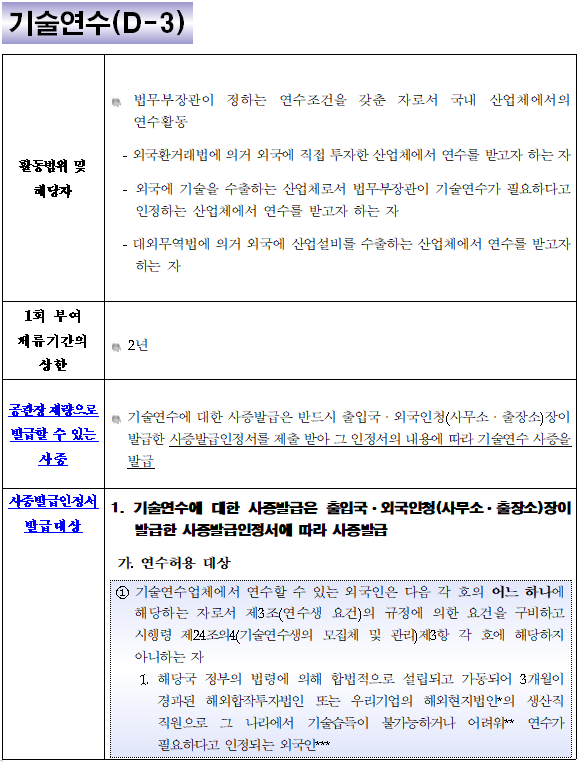 기술연수(D-3)
활동범위 및
해당자
법무부장관이 정하는 연수조건을 갖춘 자로서 국내 산업체에서의
연수활동
- 외국환거래법에 의거 외국에 직접 투자한 산업체에서 연수를 받고자 하는 자
- 외국에 기술을 수출하는 산업체로서 법무부장관이 기술연수가 필요하다고
인정하는 산업체에서 연수를 받고자 하는 자
- 대외무역법에 의거 외국에 산업설비를 수출하는 산업체에서 연수를 받고자
하는 자
1회 부여
체류기간의
상한
2년
공관장 재량으로
발급할 수 있는
사증
기술연수에 대한 사증발급은 반드시 출입국·외국인청(사무소·출장소)장이
발급한 사증발급인정서를 제출 받아 그 인정서의 내용에 따라 기술연수 사증을
발급
사증발급인정서
발급대상
1. 기술연수에 대한 사증발급은 출입국·외국인청(사무소·출장소)장이
발급한 사증발급인정서에 따라 사증발급
가. 연수허용 대상
① 기술연수업체에서 연수할 수 있는 외국인은 다음 각 호의 어느 하나에
해당하는 자로서 제3조(연수생 요건)의 규정에 의한 요건을 구비하고
시행령 제24조의4(기술연수생의 모집체 및 관리)제3항 각 호에 해당하지
아니하는 자
1. 해당국 정부의 법령에 의해 합법적으로 설립되고 가동되어 3개월이
경과된 해외합작투자법인 또는 우리기업의 해외현지법인*의 생산직
직원으로 그 나라에서 기술습득이 불가능하거나 어려워** 연수가
필요하다고 인정되는 외국인***